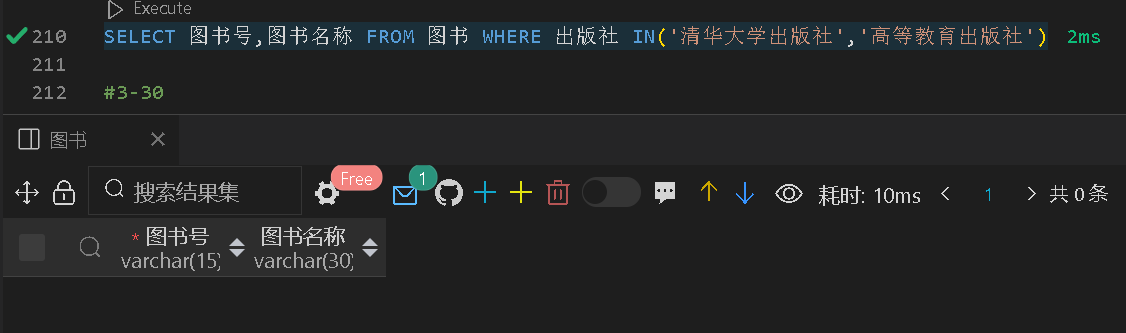 Execute
210 SELECT 图书号,图书名称 FROM 图书 WHERE 出版社 IN('清华大学出版社','高等教育出版社') 2ms
211
212 #3-30
图书
搜索结果集 Free 1 耗时: 10ms 1 共 0 条
* 图书号 图书名称
varchar(15) varchar(30)